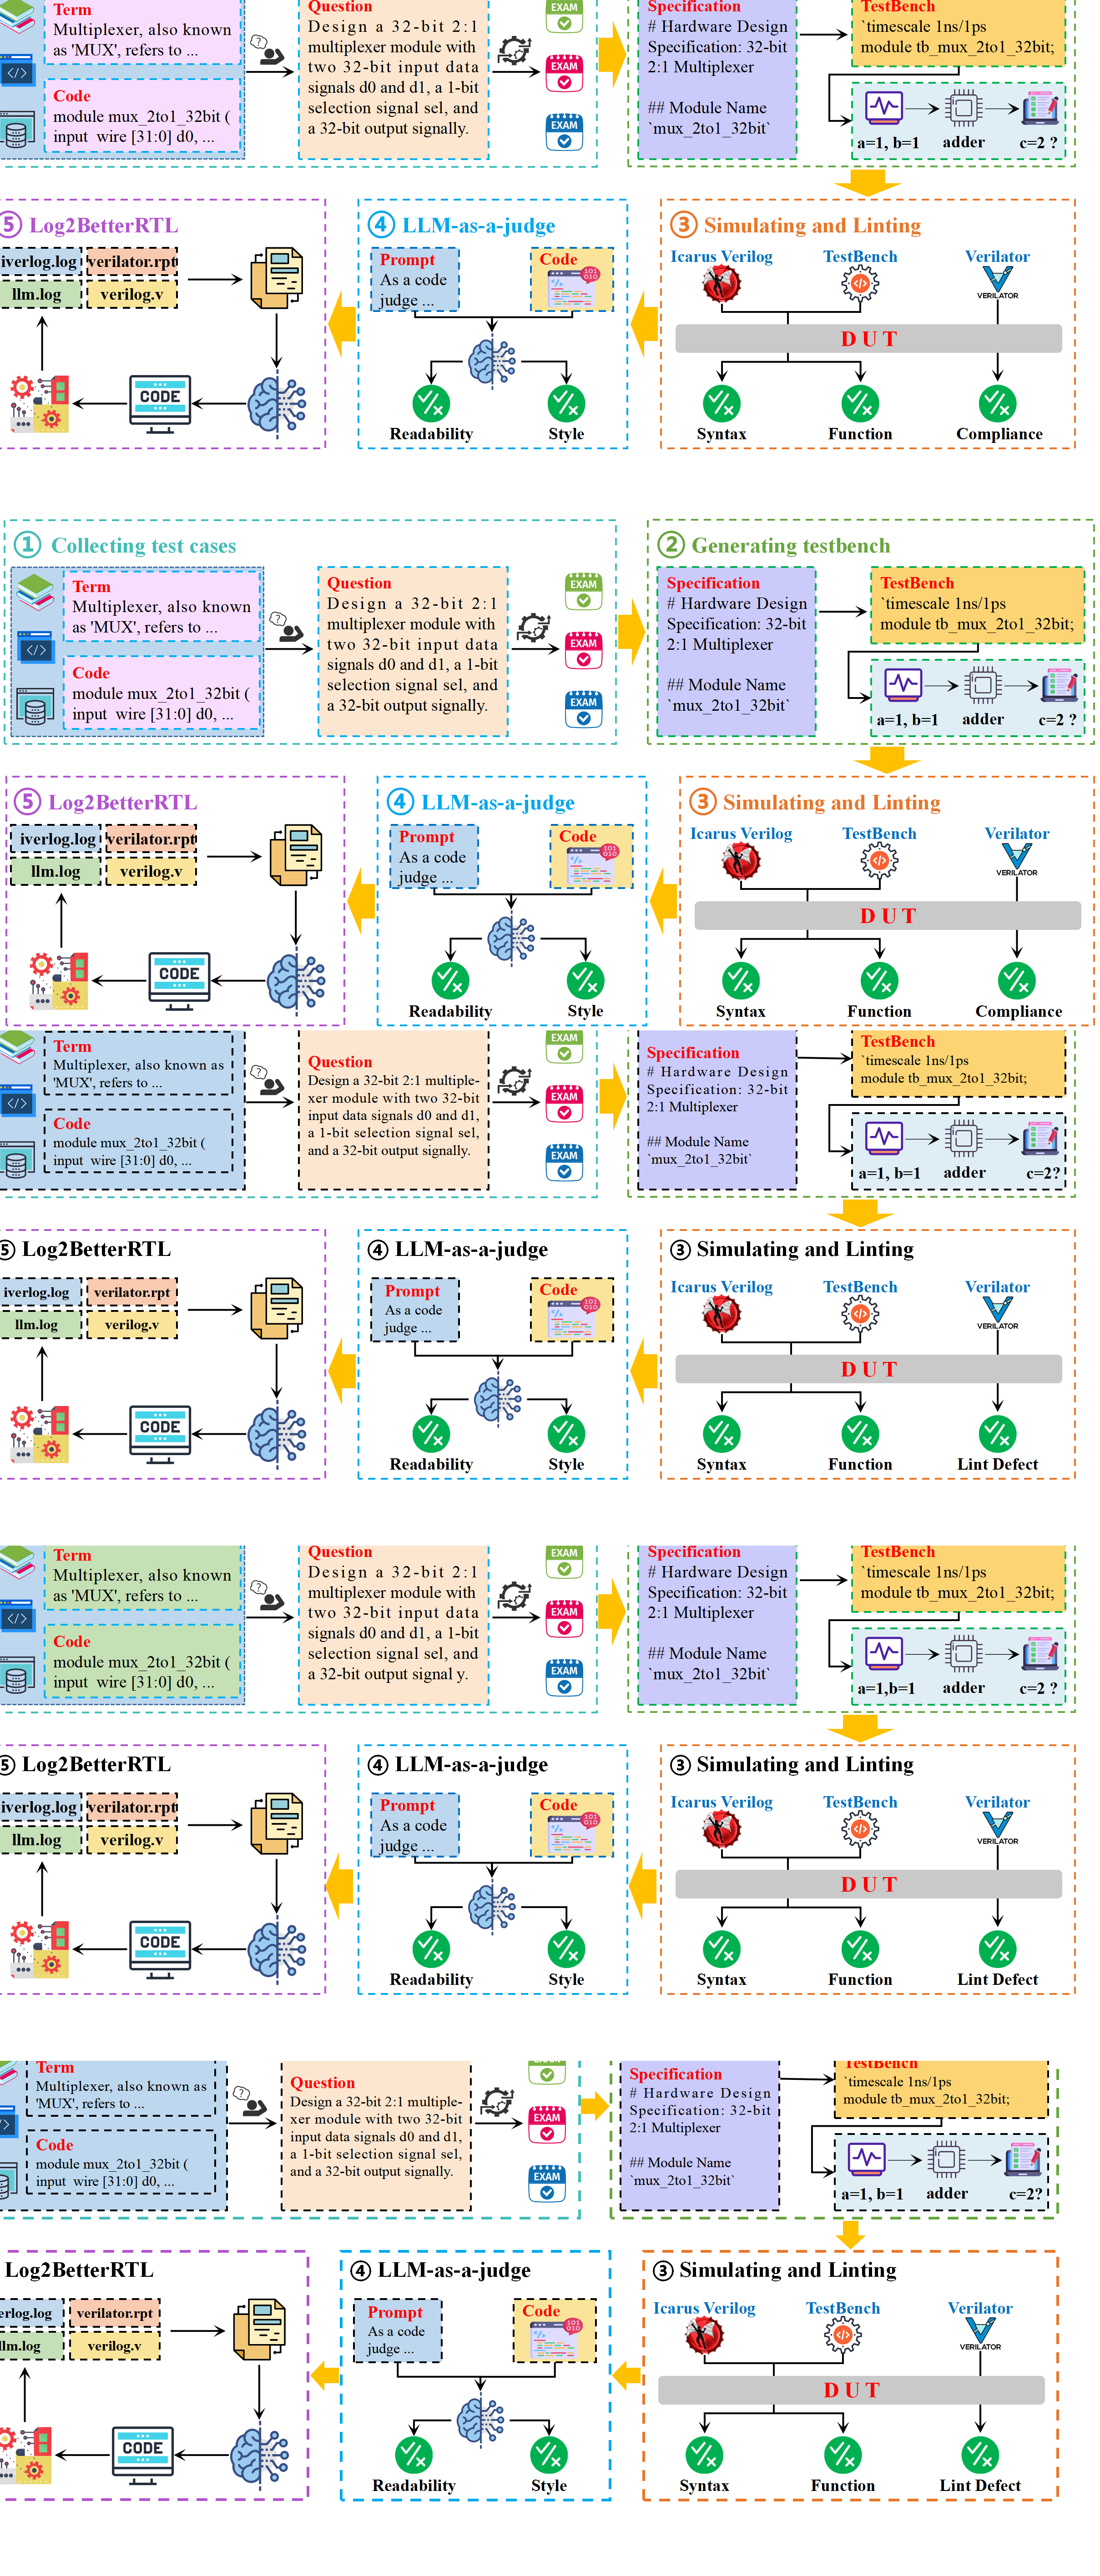 Term
Multiplexer, also known
as 'MUX', refers to ...
Code
module mux_2to1_32bit (
input  wire [31:0] d0, ...
?
Question
Design a 32-bit 2:1
multiplexer module with
two 32-bit input data
signals d0 and d1, a 1-bit
selection signal sel, and
a 32-bit output signally.
EXAM
EXAM
EXAM
Specification
# Hardware Design
Specification: 32-bit
2:1 Multiplexer
## Module Name
`mux_2to1_32bit`
TestBench
`timescale 1ns/1ps
module tb_mux_2to1_32bit;
a=1, b=1
adder
c=2 ?
⑤ Log2BetterRTL
iverlog.log
verilator.rpt
llm.log
verilog.v
CODE
④ LLM-as-a-judge
Prompt
As a code
judge ...
Code
101
010
Readability
Style
③ Simulating and Linting
Icarus Verilog
TestBench
Verilator
VERILATOR
DUT
Syntax
Function
Compliance
① Collecting test cases
Term
Multiplexer, also known
as 'MUX', refers to ...
Code
module mux_2to1_32bit (
input  wire [31:0] d0, ...
?
Question
Design a 32-bit 2:1
multiplexer module with
two 32-bit input data
signals d0 and d1, a 1-bit
selection signal sel, and
a 32-bit output signally.
EXAM
EXAM
EXAM
② Generating testbench
Specification
# Hardware Design
Specification: 32-bit
2:1 Multiplexer
## Module Name
`mux_2to1_32bit`
TestBench
`timescale 1ns/1ps
module tb_mux_2to1_32bit;
a=1, b=1
adder
c=2 ?
⑤ Log2BetterRTL
iverlog.log
verilator.rpt
llm.log
verilog.v
CODE
④ LLM-as-a-judge
Prompt
As a code
judge ...
Code
101
010
Readability
Style
③ Simulating and Linting
Icarus Verilog
TestBench
Verilator
VERILATOR
DUT
Syntax
Function
Compliance
Term
Multiplexer, also known as
'MUX', refers to ...
Code
module mux_2to1_32bit (
input  wire [31:0] d0, ...
?
Question
Design a 32-bit 2:1 multiple-
xer module with two 32-bit
input data signals d0 and d1,
a 1-bit selection signal sel,
and a 32-bit output signally.
EXAM
EXAM
EXAM
Specification
# Hardware Design
Specification: 32-bit
2:1 Multiplexer
## Module Name
`mux_2to1_32bit`
TestBench
`timescale 1ns/1ps
module tb_mux_2to1_32bit;
a=1, b=1
adder
c=2?
⑤ Log2BetterRTL
iverlog.log
verilator.rpt
llm.log
verilog.v
CODE
④ LLM-as-a-judge
Prompt
As a code
judge ...
Code
101
010
Readability
Style
③ Simulating and Linting
Icarus Verilog
TestBench
Verilator
VERILATOR
DUT
Syntax
Function
Lint Defect
Term
Multiplexer, also known
as 'MUX', refers to ...
Code
module mux_2to1_32bit (
input  wire [31:0] d0, ...
?
Question
Design a 32-bit 2:1
multiplexer module with
two 32-bit input data
signals d0 and d1, a 1-bit
selection signal sel, and
a 32-bit output signal y.
EXAM
EXAM
EXAM
Specification
# Hardware Design
Specification: 32-bit
2:1 Multiplexer
## Module Name
`mux_2to1_32bit`
TestBench
`timescale 1ns/1ps
module tb_mux_2to1_32bit;
a=1,b=1
adder
c=2 ?
⑤ Log2BetterRTL
iverlog.log
verilator.rpt
llm.log
verilog.v
CODE
④ LLM-as-a-judge
Prompt
As a code
judge ...
Code
101
010
Readability
Style
③ Simulating and Linting
Icarus Verilog
TestBench
Verilator
VERILATOR
DUT
Syntax
Function
Lint Defect
Term
Multiplexer, also known as
'MUX', refers to ...
Code
module mux_2to1_32bit (
input  wire [31:0] d0, ...
?
Question
Design a 32-bit 2:1 multiple-
xer module with two 32-bit
input data signals d0 and d1,
a 1-bit selection signal sel,
and a 32-bit output signally.
EXAM
EXAM
Specification
# Hardware Design
Specification: 32-bit
2:1 Multiplexer
## Module Name
`mux_2to1_32bit`
TestBench
`timescale 1ns/1ps
module tb_mux_2to1_32bit;
a=1, b=1
adder
c=2?
Log2BetterRTL
erlog.log
verilator.rpt
llm.log
verilog.v
CODE
④ LLM-as-a-judge
Prompt
As a code
judge ...
Code
101
010
Readability
Style
③ Simulating and Linting
Icarus Verilog
TestBench
Verilator
VERILATOR
DUT
Syntax
Function
Lint Defect